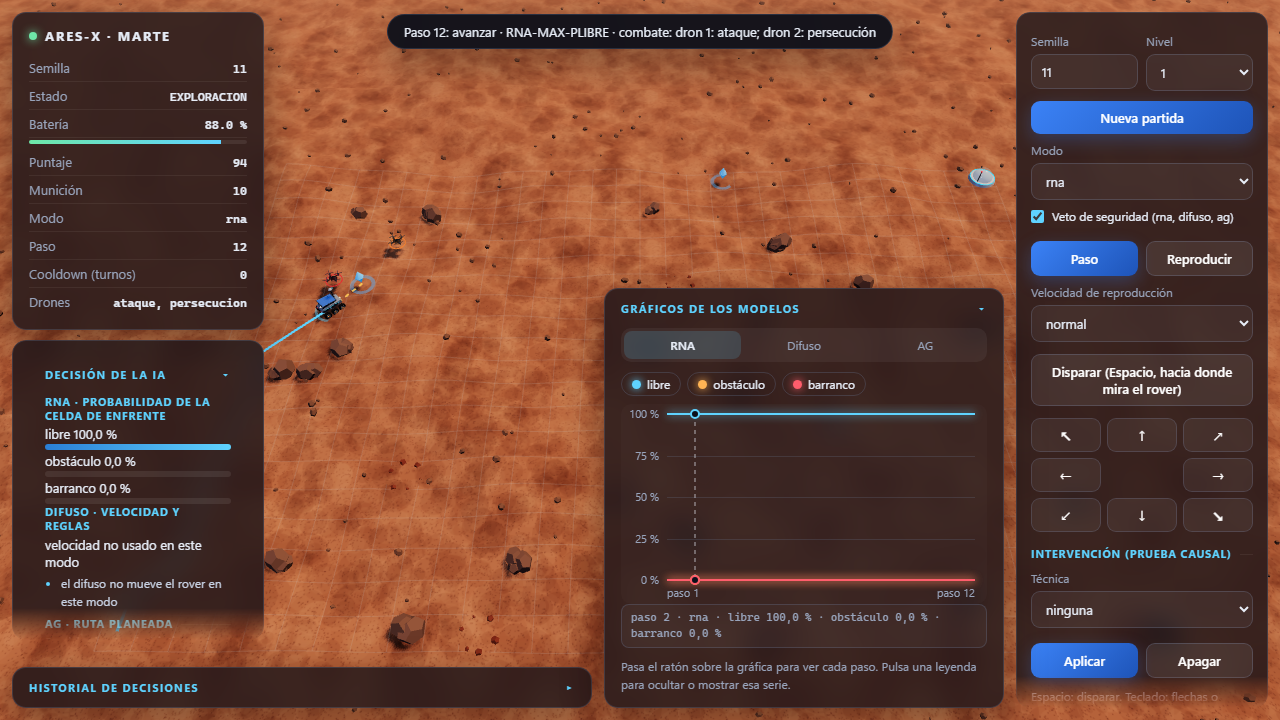 ARES-X · MARTE
Semilla 11
Estado EXPLORACION
Batería 88.0 %
Puntaje 94
Munición 10
Modo rna
Paso 12
Cooldown (turnos) 0
Drones ataque, persecucion
DECISIÓN DE LA IA
RNA · PROBABILIDAD DE LA
CELDA DE ENFRENTE
libre 100,0 %
obstáculo 0,0 %
barranco 0,0 %
DIFUSO · VELOCIDAD Y
REGLAS
velocidad no usado en este
modo
el difuso no mueve el rover en
este modo
AG · RUTA PLANEADA
HISTORIAL DE DECISIONES
Paso 12: avanzar · RNA-MAX-PLIBRE · combate: dron 1: ataque; dron 2: persecución
GRÁFICOS DE LOS MODELOS
RNA Difuso AG
libre obstáculo barranco
100 %
75 %
50 %
25 %
0 %
paso 1 paso 12
paso 2 · rna · libre 100,0 % · obstáculo 0,0 % ·
barranco 0,0 %
Pasa el ratón sobre la gráfica para ver cada paso. Pulsa una leyenda
para ocultar o mostrar esa serie.
Semilla Nivel
11 1
Nueva partida
Modo
rna
Veto de seguridad (rna, difuso, ag)
Paso Reproducir
Velocidad de reproducción
normal
Disparar (Espacio, hacia donde
mira el rover)
↖ ↑ ↗
← →
↙ ↓ ↘
INTERVENCIÓN (PRUEBA CAUSAL)
Técnica
ninguna
Aplicar Apagar
Espacio: disparar. Teclado: flechas o